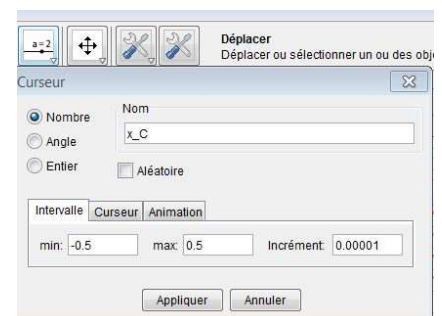 a=2
Déplacer
Déplacer ou sélectionner un ou des obj
Curseur
Nombre
Nom
x_C
Angle
Entier
Aléatoire
Intervalle Curseur Animation
min: -0.5 max: 0.5 Incrément: 0.00001
Appliquer Annuler